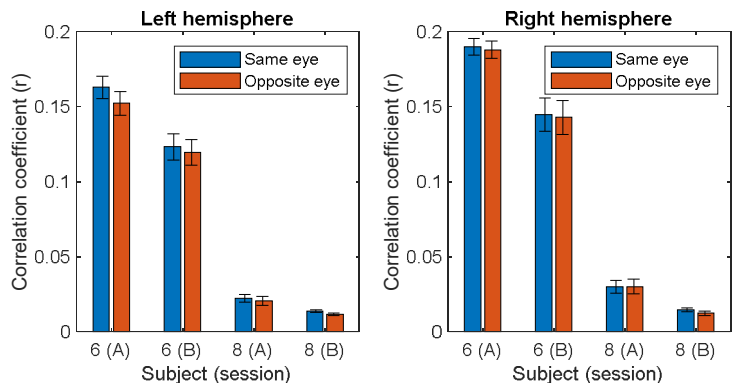 Left hemisphere
Correlation coefficient (r)
0.2
0.15
0.1
0.05
0
Same eye
Opposite eye
6 (A) 6 (B) 8 (A) 8 (B)
Subject (session)
Right hemisphere
Correlation coefficient (r)
0.2
0.15
0.1
0.05
0
Same eye
Opposite eye
6 (A) 6 (B) 8 (A) 8 (B)
Subject (session)